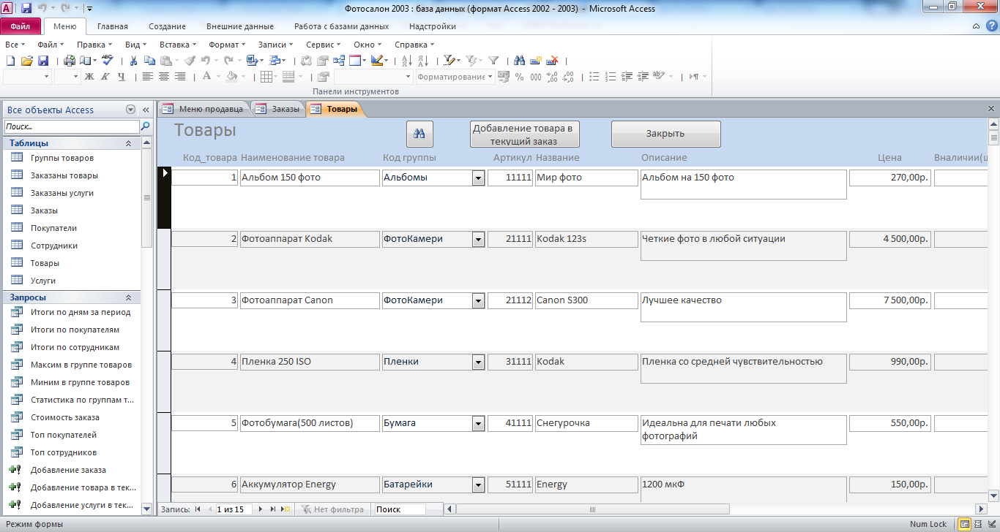 Фотосалон 2003 : база данных (формат Access 2002 - 2003) - Microsoft Access
Файл Меню Главная Создание Внешние данные Работа с базами данных Надстройки
Все Файл Правка Вид Вставка Формат Записи Сервис Окно Справка
Ж К Ч А Форматирование % 000
Панели инструментов
Все объекты Access
Поиск...
Таблицы
Группы товаров
Заказаны товары
Заказаны услуги
Заказы
Покупатели
Сотрудники
Товары
Услуги
Запросы
Итоги по дням за период
Итоги по покупателям
Итоги по сотрудникам
Максим в группе товаров
Миним в группе товаров
Статистика по группам т...
Стоимость заказа
Топ покупателей
Топ сотрудников
Добавление заказа
Добавление товара в тек...
Добавление услуги в тек...
Меню продавца Заказы Товары
Товары
Добавление товара в
текущий заказ
Закрыть
Код_товара Наименование товара Код группы Артикул Название Описание Цена Вналичии(ш
1 Альбом 150 фото Альбомы 11111 Мир фото Альбом на 150 фото 270,00р.
2 Фотоаппарат Kodak ФотоКамери 21111 Kodak 123s Четкие фото в любой ситуации 4 500,00р.
3 Фотоаппарат Canon ФотоКамери 21112 Canon S300 Лучшее качество 7 500,00р.
4 Пленка 250 ISO Пленки 31111 Kodak Пленка со средней чувствительностью 990,00р.
5 Фотобумага(500 листов) Бумага 41111 Снегурочка Идеальна для печати любых
фотографий 550,00р.
6 Аккумулятор Energy Батарейки 51111 Energy 1200 мкФ 150,00р.
Запись: 1 из 15 Нет фильтра Поиск
Режим формы Num Lock